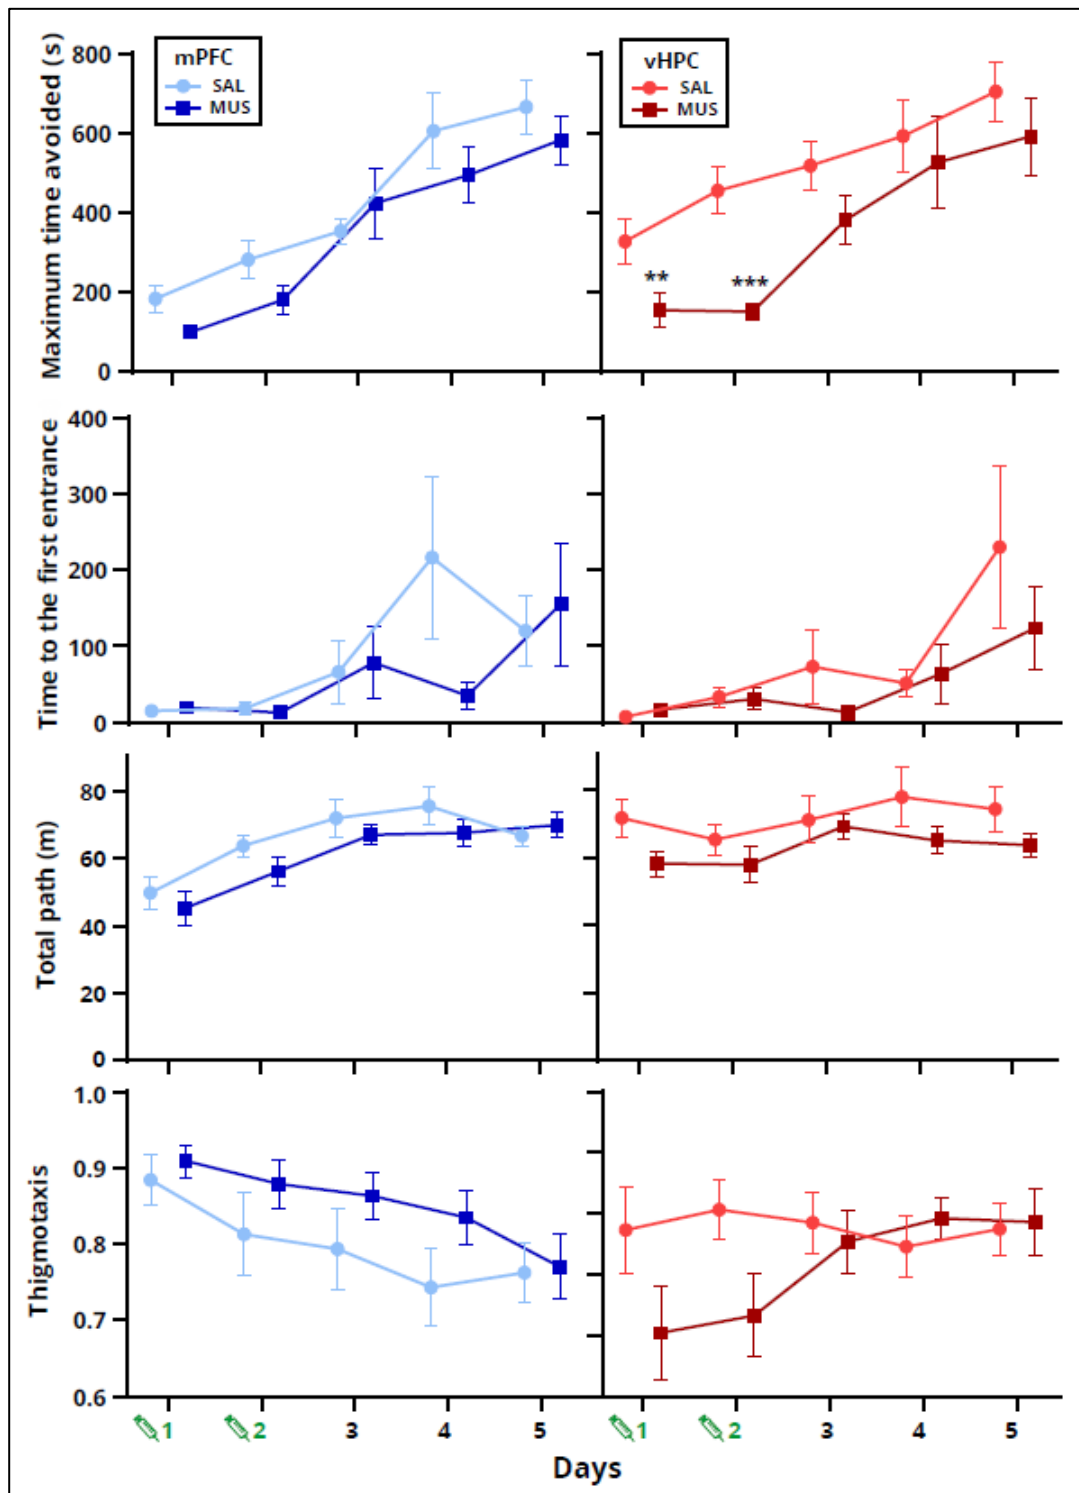 Maximum time avoided (s)
800
600
400
200
0
mPFC
SAL
MUS
vHPC
SAL
MUS
**
***
Time to the first entrance
400
300
200
100
0
Total path (m)
80
60
40
20
0
Thigmotaxis
1.0
0.9
0.8
0.7
0.6
1 2 3 4 5 1 2 3 4 5
Days